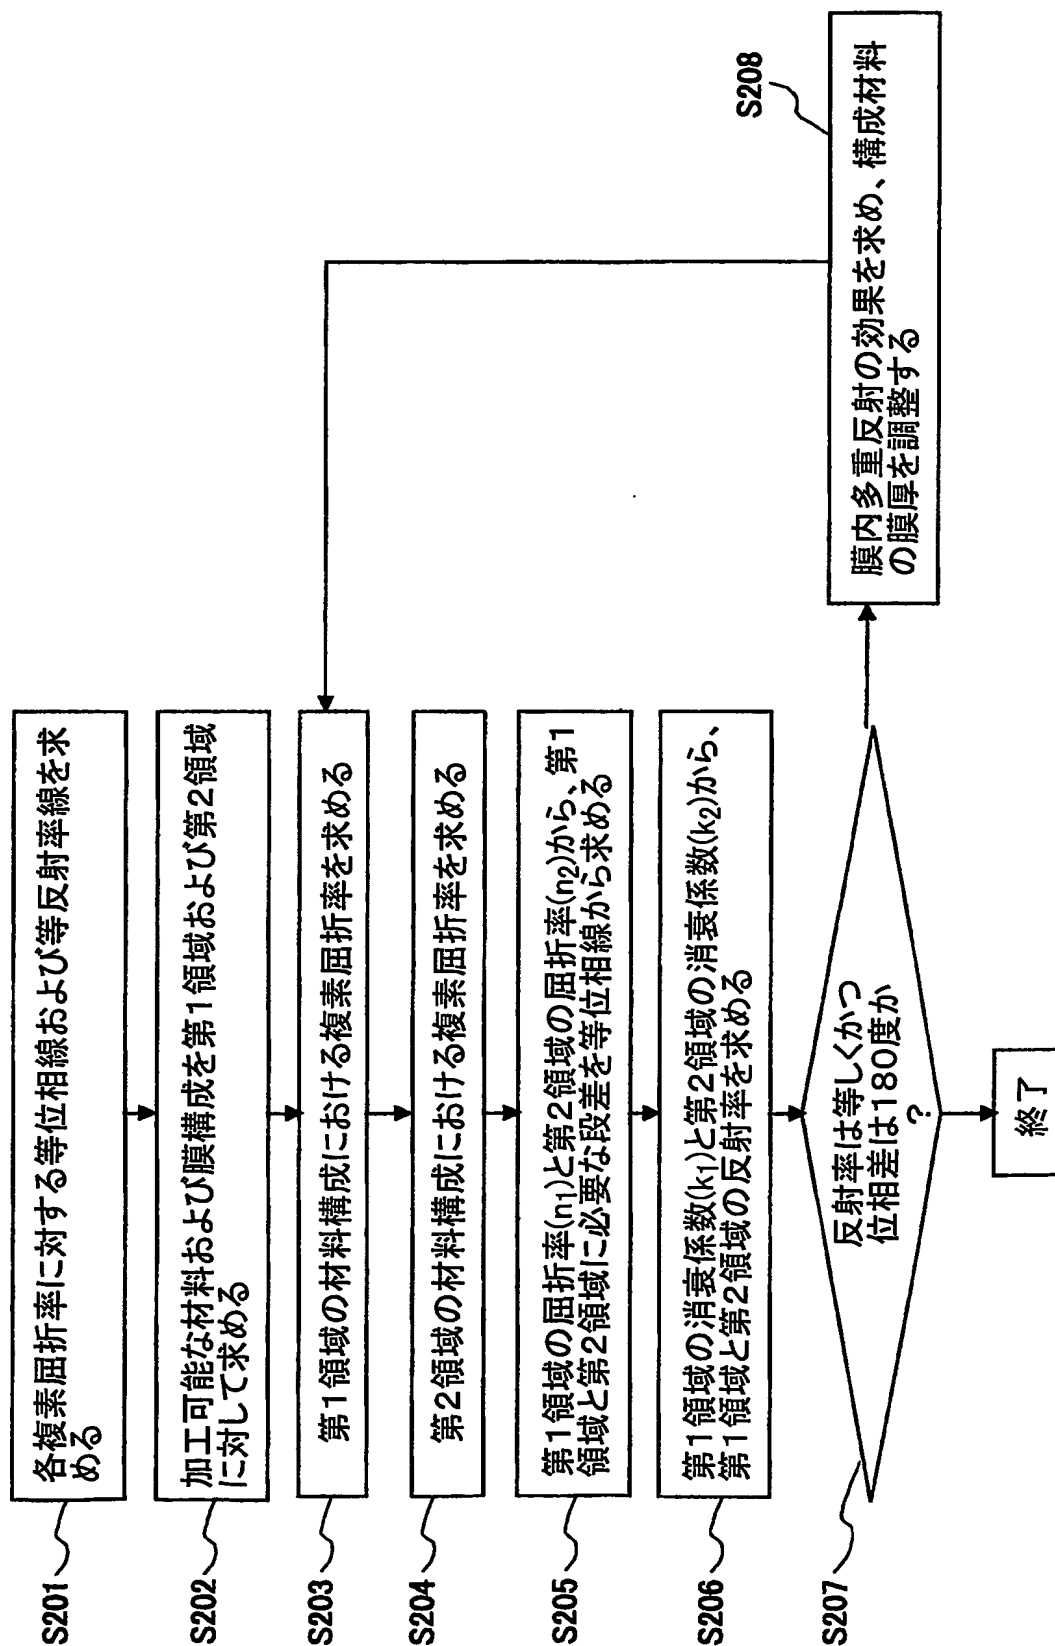 S201
各複素屈折率に対する等位相線および等反射率線を求
める
S202
加工可能な材料および膜構成を第1領域および第2領域
に対して求める
S203
第1領域の材料構成における複素屈折率を求める
S204
第2領域の材料構成における複素屈折率を求める
S205
第1領域の屈折率(n1)と第2領域の屈折率(n2)から、第1
領域と第2領域に必要な段差を等位相線から求める
S206
第1領域の消衰係数(k1)と第2領域の消衰係数(k2)から、
第1領域と第2領域の反射率を求める
S207
反射率は等しくかつ
位相差は180度か
?
S208
膜内多重反射の効果を求め、構成材料
の膜厚を調整する
終了